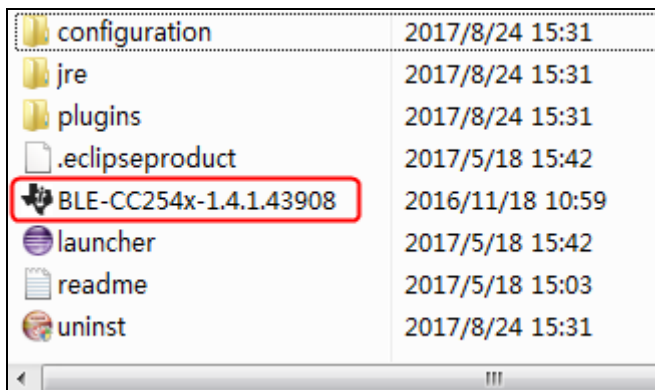 configuration 2017/8/24 15:31
jre 2017/8/24 15:31
plugins 2017/8/24 15:31
.eclipseproduct 2017/5/18 15:42
BLE-CC254x-1.4.1.43908 2016/11/18 10:59
launcher 2017/5/18 15:42
readme 2017/5/18 15:03
uninst 2017/8/24 15:31